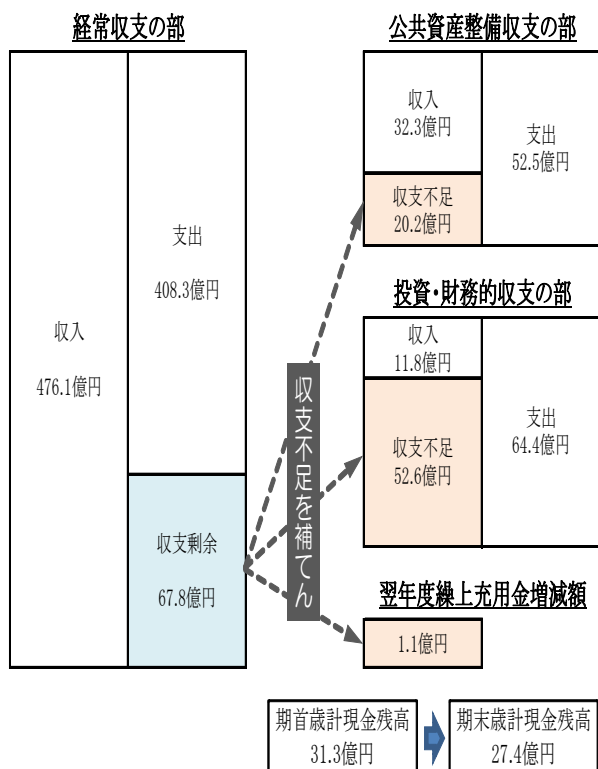 経常収支の部
収入
476.1億円
支出
408.3億円
収支剰余
67.8億円
収支不足を補てん
公共資産整備収支の部
収入
32.3億円
収支不足
20.2億円
支出
52.5億円
投資・財務的収支の部
収入
11.8億円
収支不足
52.6億円
支出
64.4億円
翌年度繰上充用金増減額
1.1億円
期首歳計現金残高
31.3億円
期末歳計現金残高
27.4億円